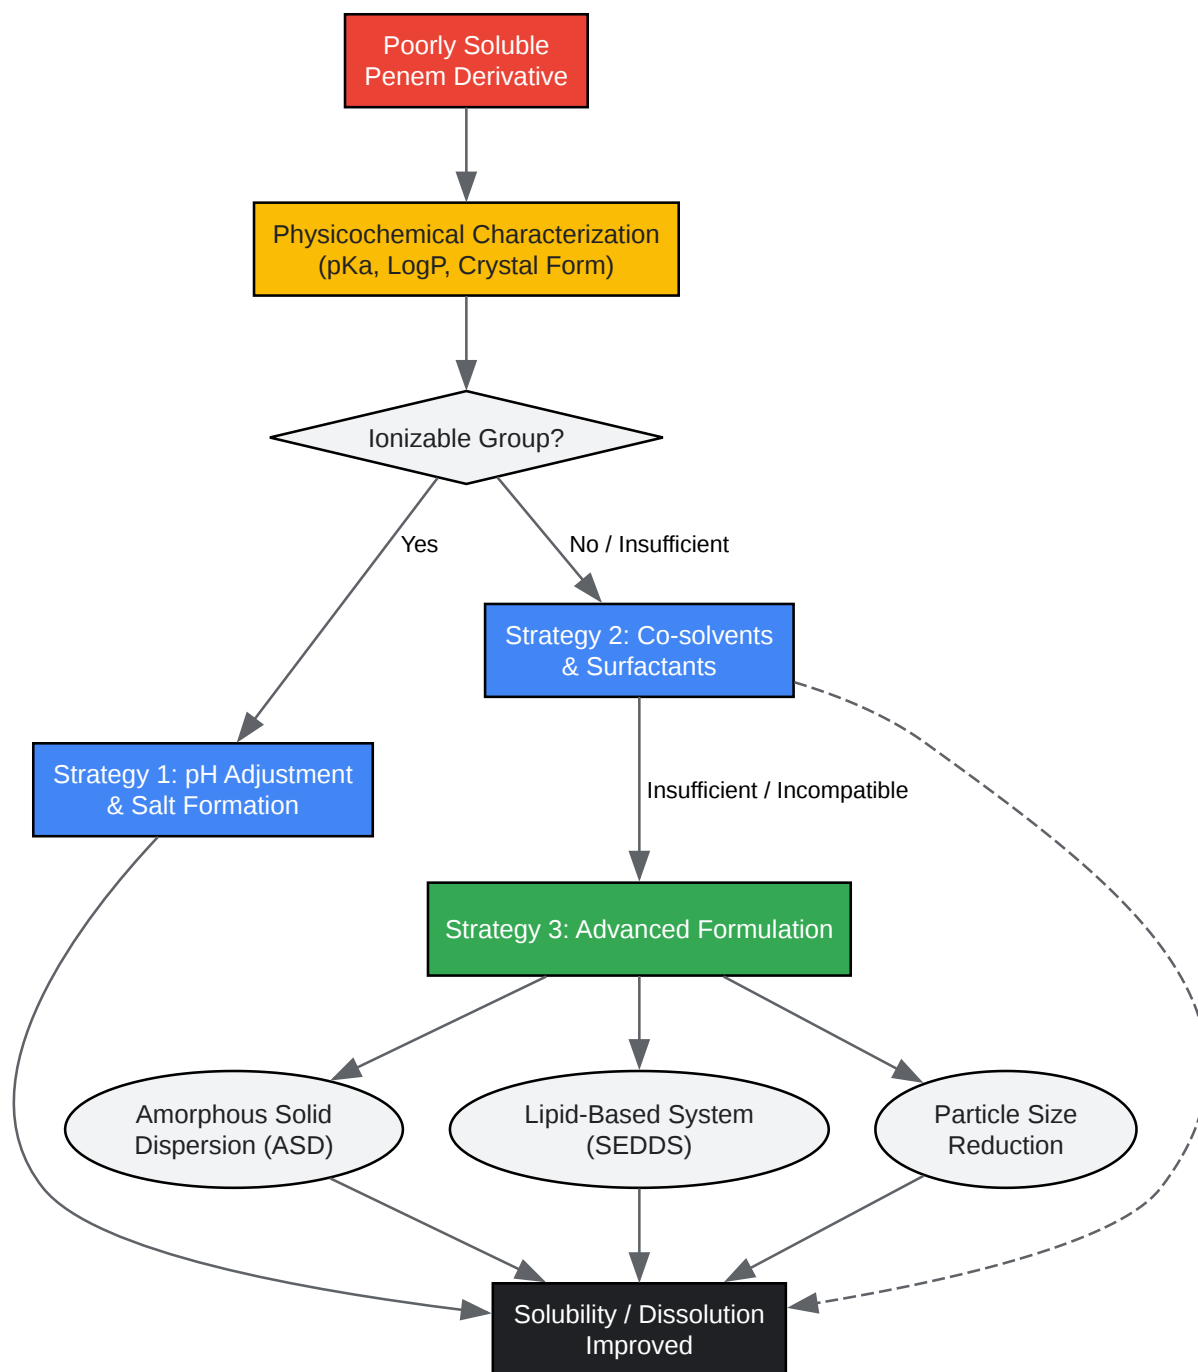 Poorly Soluble
Penem Derivative
Physicochemical Characterization
(pKa, LogP, Crystal Form)
Ionizable Group?
Yes
No / Insufficient
Strategy 2: Co-solvents
& Surfactants
Strategy 1: pH Adjustment
& Salt Formation
Insufficient / Incompatible
Strategy 3: Advanced Formulation
Amorphous Solid
Dispersion (ASD)
Lipid-Based System
(SEDDS)
Particle Size
Reduction
Solubility / Dissolution
Improved